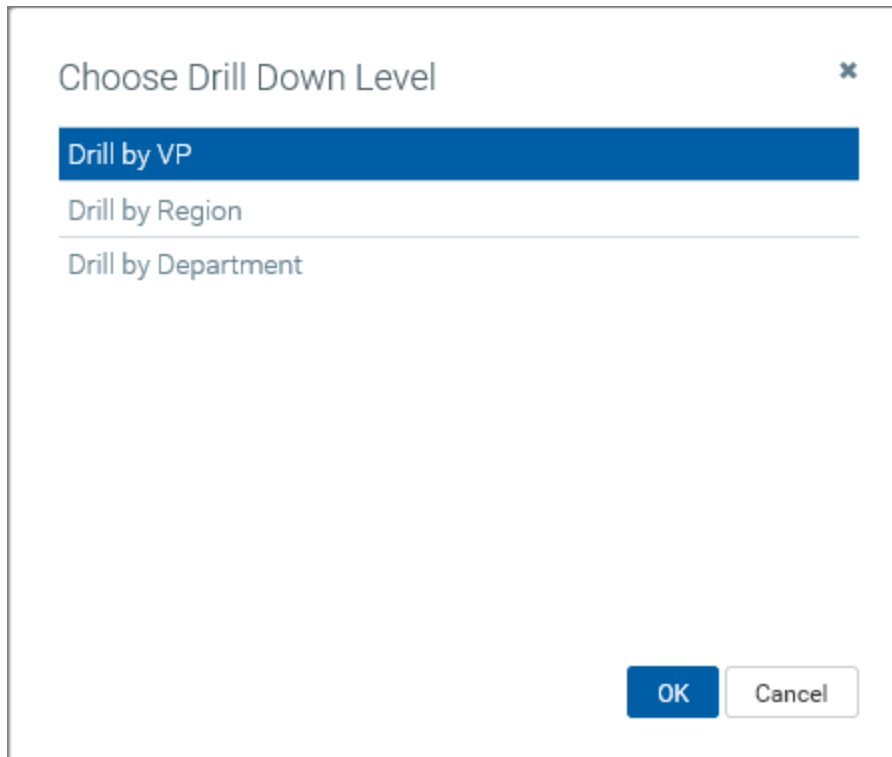 Choose Drill Down Level
Drill by VP
Drill by Region
Drill by Department
OK
Cancel